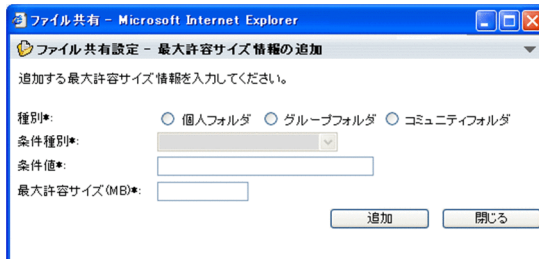 ファイル共有 - Microsoft Internet Explorer
ファイル共有設定 - 最大許容サイズ情報の追加
追加する最大許容サイズ情報を入力してください。
種別*: 個人フォルダ グループフォルダ コミュニティフォルダ
条件種別*:
条件値*:
最大許容サイズ(MB)*:
追加 閉じる